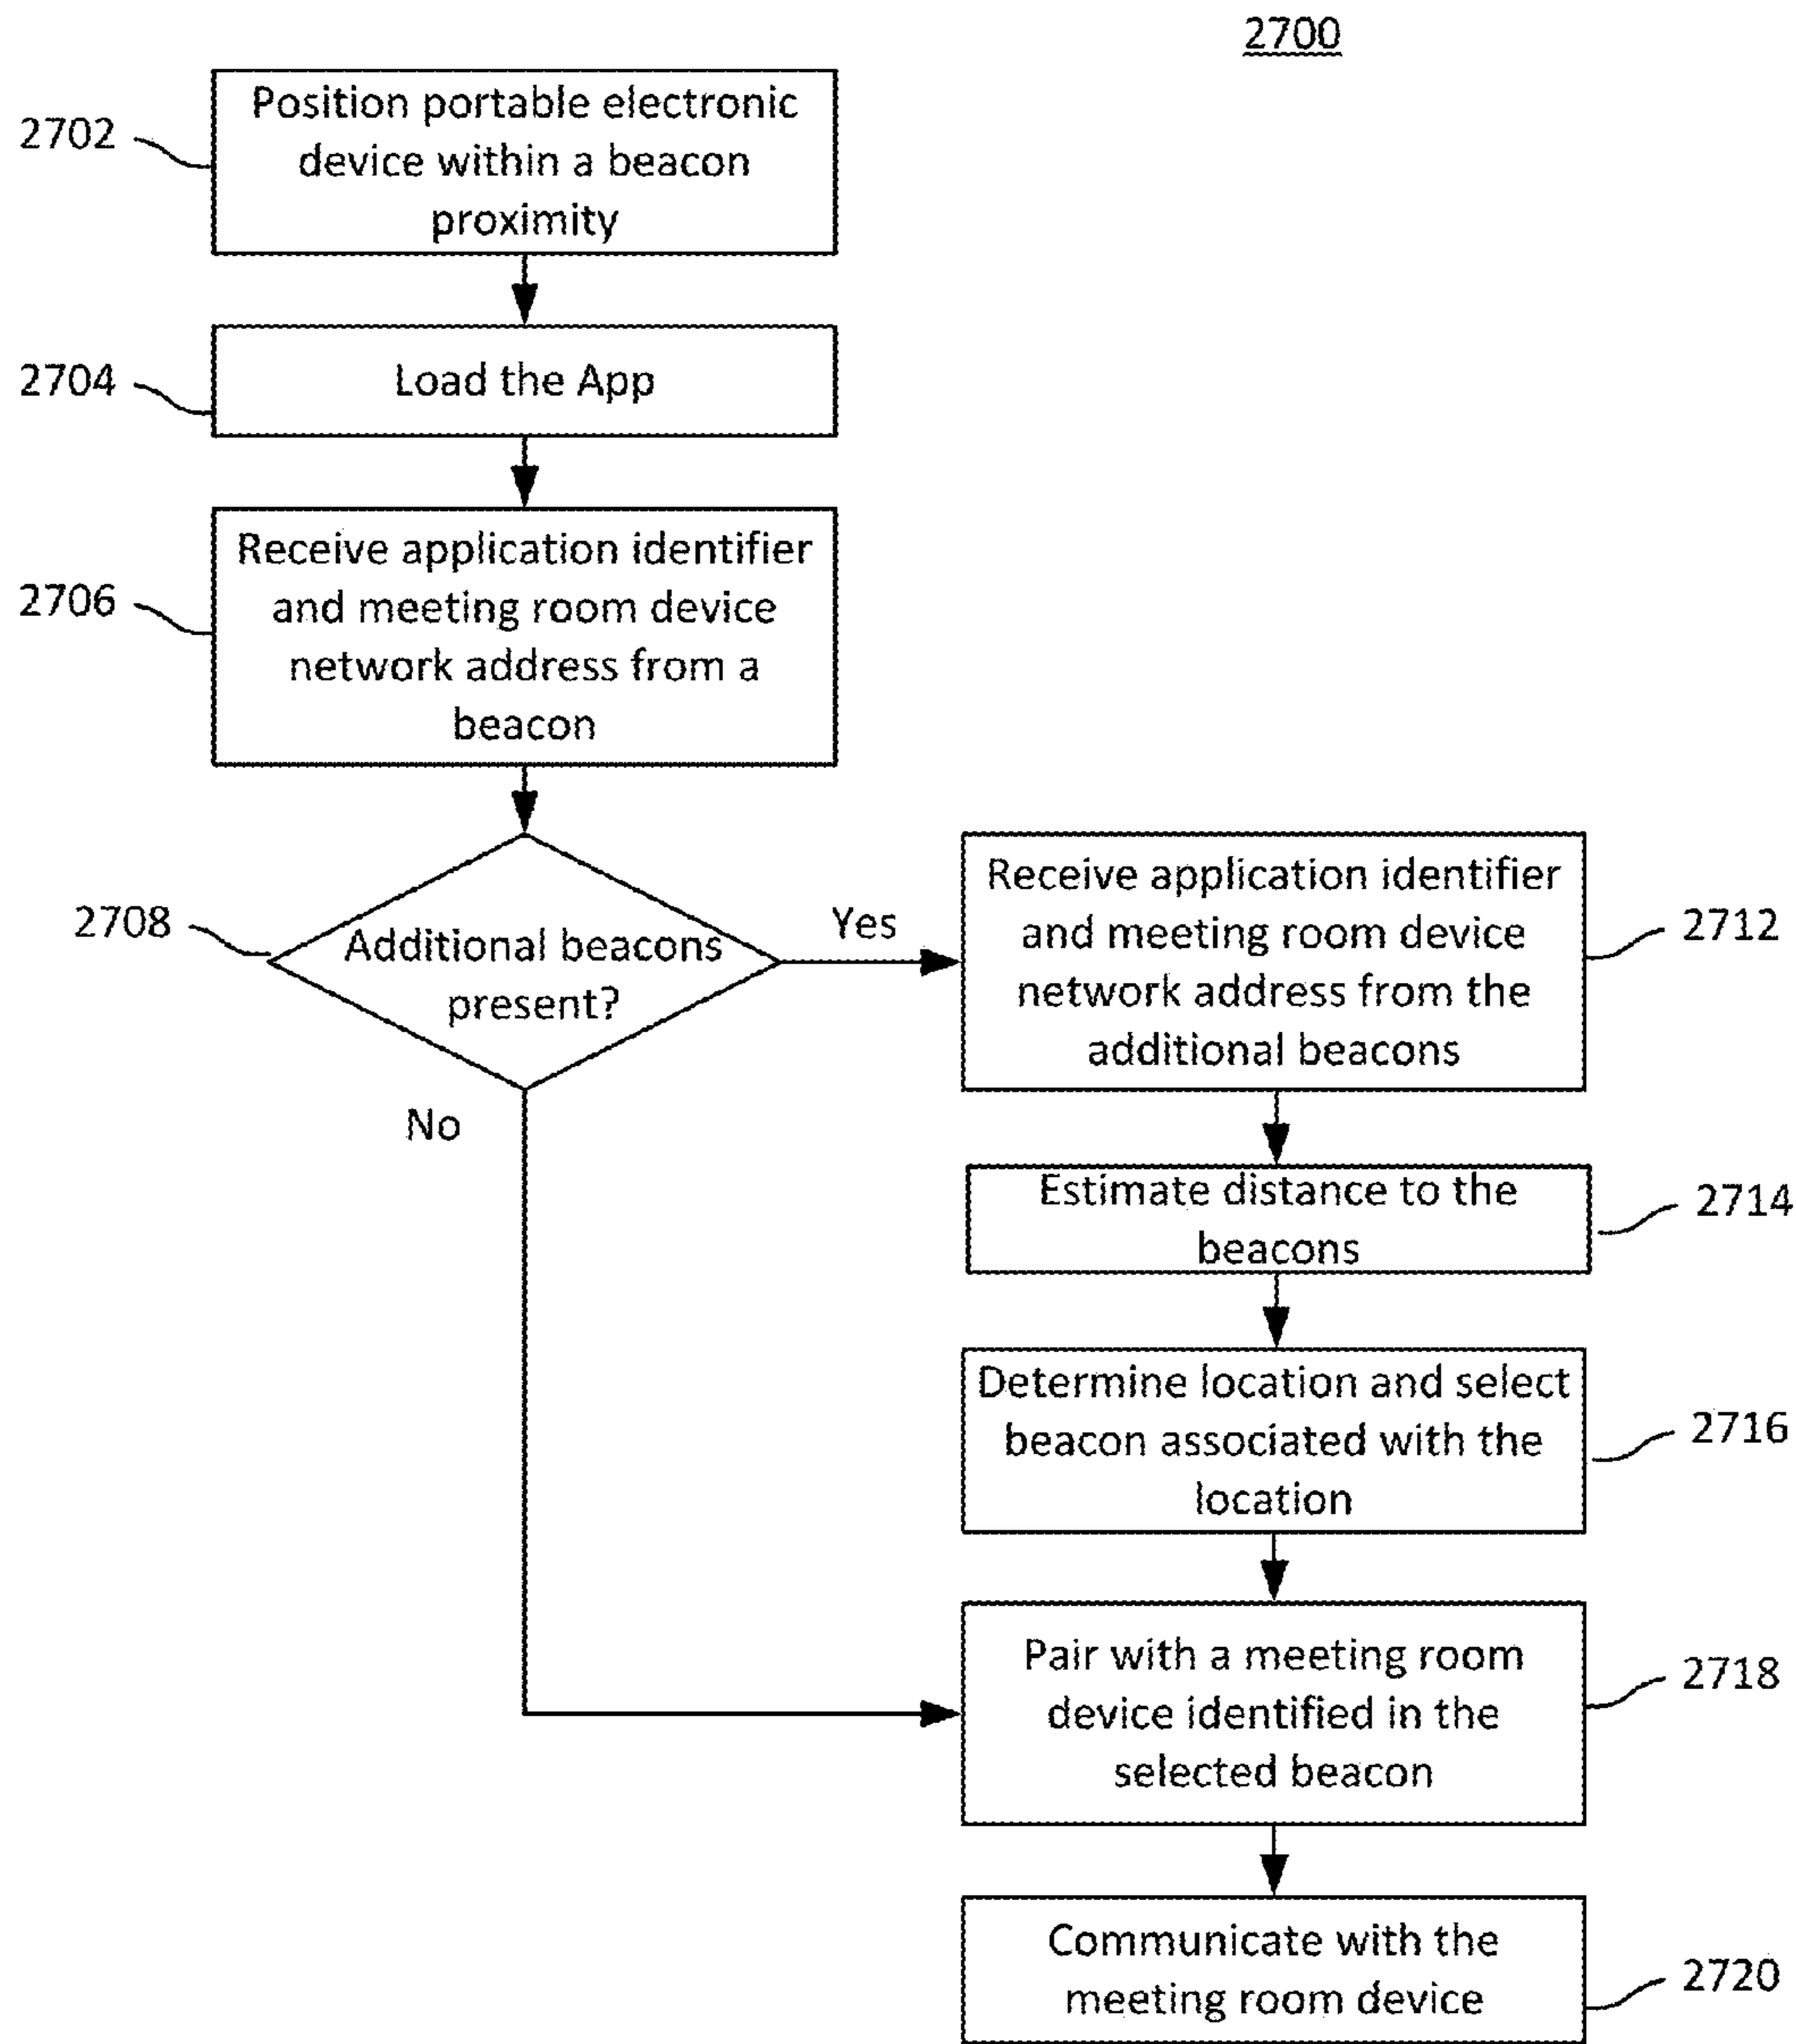 2700
2702
Position portable electronic
device within a beacon
proximity
2704
Load the App
2706
Receive application identifier
and meeting room device
network address from a
beacon
2708
Additional beacons
present?
Yes
No
Receive application identifier
and meeting room device
network address from the
additional beacons
2712
Estimate distance to the
beacons
2714
Determine location and select
beacon associated with the
location
2716
Pair with a meeting room
device identified in the
selected beacon
2718
Communicate with the
meeting room device
2720